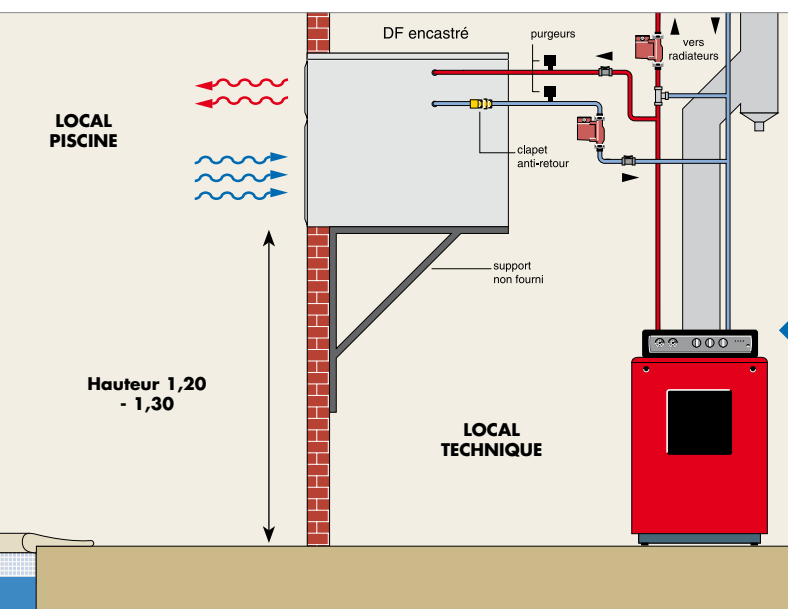 DF encastré
purgeurs
vers
radiateurs
LOCAL
PISCINE
clapet
anti-retour
support
non fourni
Hauteur 1,20
- 1,30
LOCAL
TECHNIQUE